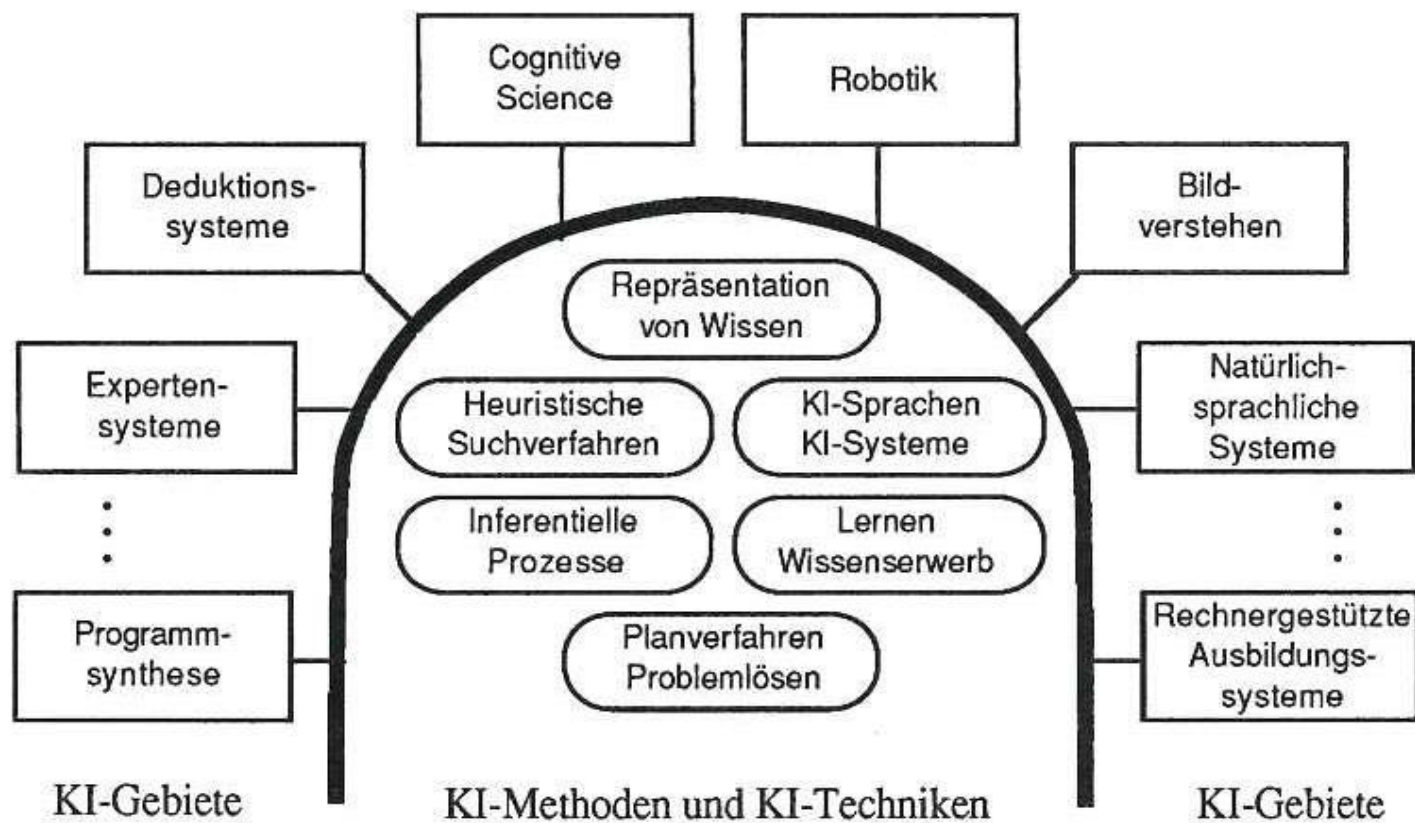 Cognitive
Science
Robotik
Deduktions-
systeme
Bild-
verstehen
Repräsentation
von Wissen
Experten-
systeme
Heuristische
Suchverfahren
KI-Sprachen
KI-Systeme
Natürlich-
sprachliche
Systeme
Inferentielle
Prozesse
Lernen
Wissenserwerb
Programm-
synthese
Planverfahren
Problemlösen
Rechnergestützte
Ausbildungs-
systeme
KI-Gebiete
KI-Methoden und KI-Techniken
KI-Gebiete